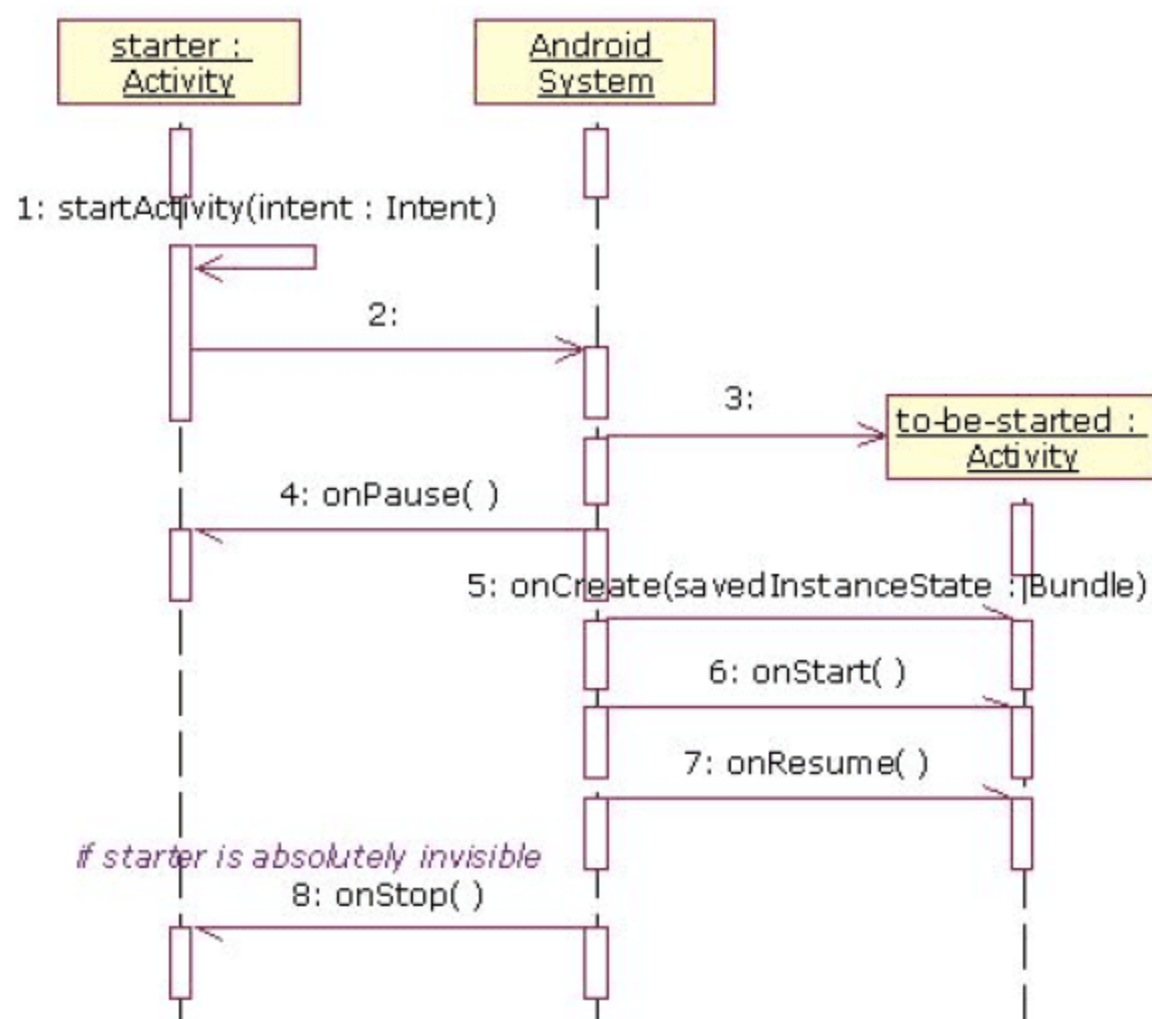 starter :
Activity
Android
System
1: startActivity(intent : Intent)
2:
3:
to-be-started :
Activity
4: onPause( )
5: onCreate(savedInstanceState : Bundle)
6: onStart( )
7: onResume( )
if starter is absolutely invisible
8: onStop( )